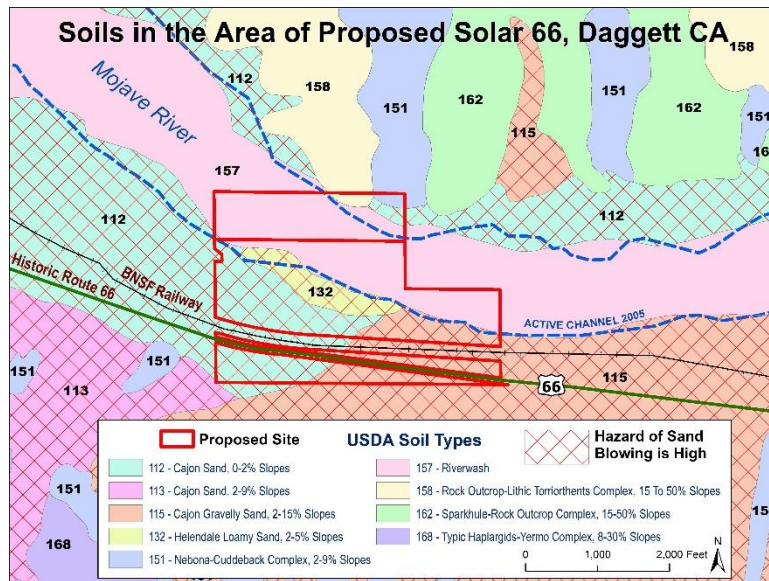 Soils in the Area of Proposed Solar 66, Daggett CA
112
158
151
162
115
151
162
158
151
Mojave River
157
112
112
132
Historic Route 66
BNSF Railway
ACTIVE CHANNEL 2005
151
113
151
66
115
Proposed Site
USDA Soil Types
Hazard of Sand
Blowing is High
112 - Cajon Sand, 0-2% Slopes
113 - Cajon Sand, 2-9% Slopes
115 - Cajon Gravelly Sand, 2-15% Slopes
132 - Helendale Loamy Sand, 2-5% Slopes
151 - Nebona-Cuddeback Complex, 2-9% Slopes
157 - Riverwash
158 - Rock Outcrop-Lithic Torriorthents Complex, 15 To 50% Slopes
162 - Sparkhule-Rock Outcrop Complex, 15-50% Slopes
168 - Typic Haplargids-Yermo Complex, 8-30% Slopes
0 1,000 2,000 Feet
N
151
168